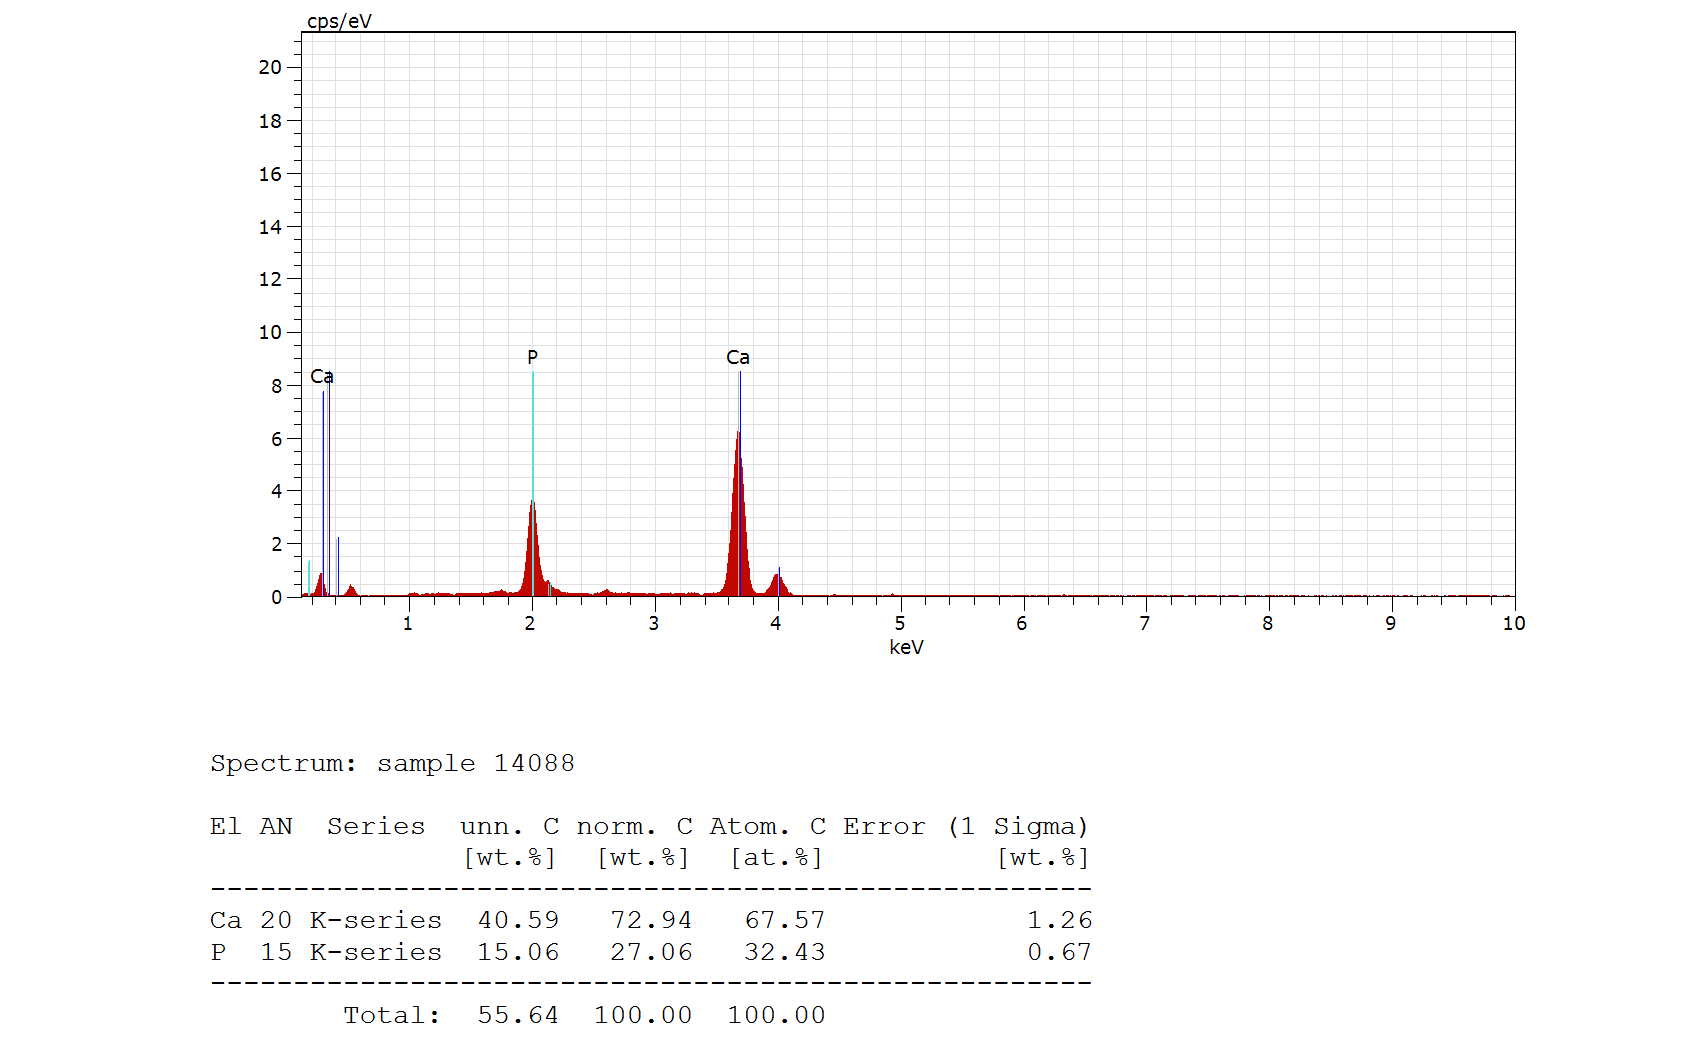 cps/eV
20
18
16
14
12
10
8
6
4
2
0
Ca
P
Ca
1 2 3 4 5 6 7 8 9 10
keV
Spectrum: sample 14088
El AN Series unn. C norm. C Atom. C Error (1 Sigma)
[wt.%] [wt.%] [at.%] [wt.%]
-----------------------------------------------------
Ca 20 K-series 40.59 72.94 67.57 1.26
P 15 K-series 15.06 27.06 32.43 0.67
-----------------------------------------------------
Total: 55.64 100.00 100.00